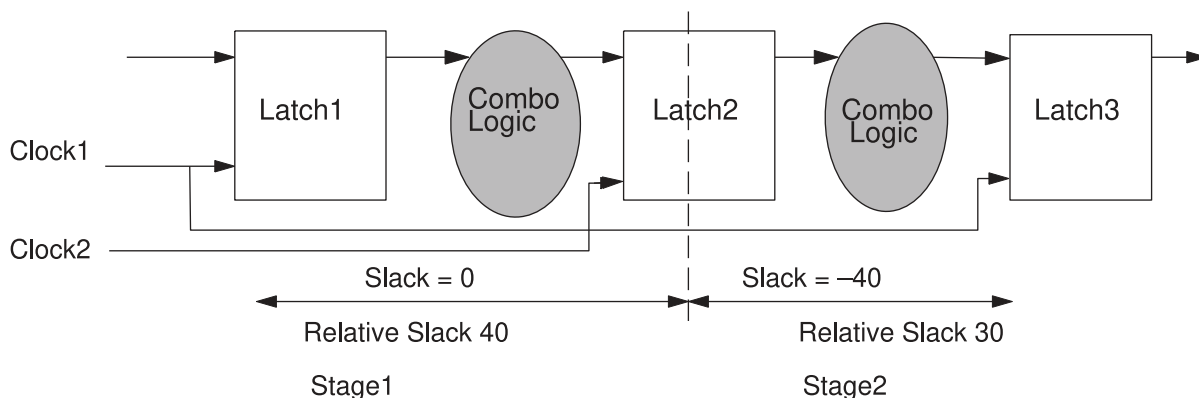 Latch1
Combo
Logic
Latch2
Combo
Logic
Latch3
Clock1
Clock2
Slack = 0
Slack = –40
Relative Slack 40
Relative Slack 30
Stage1
Stage2